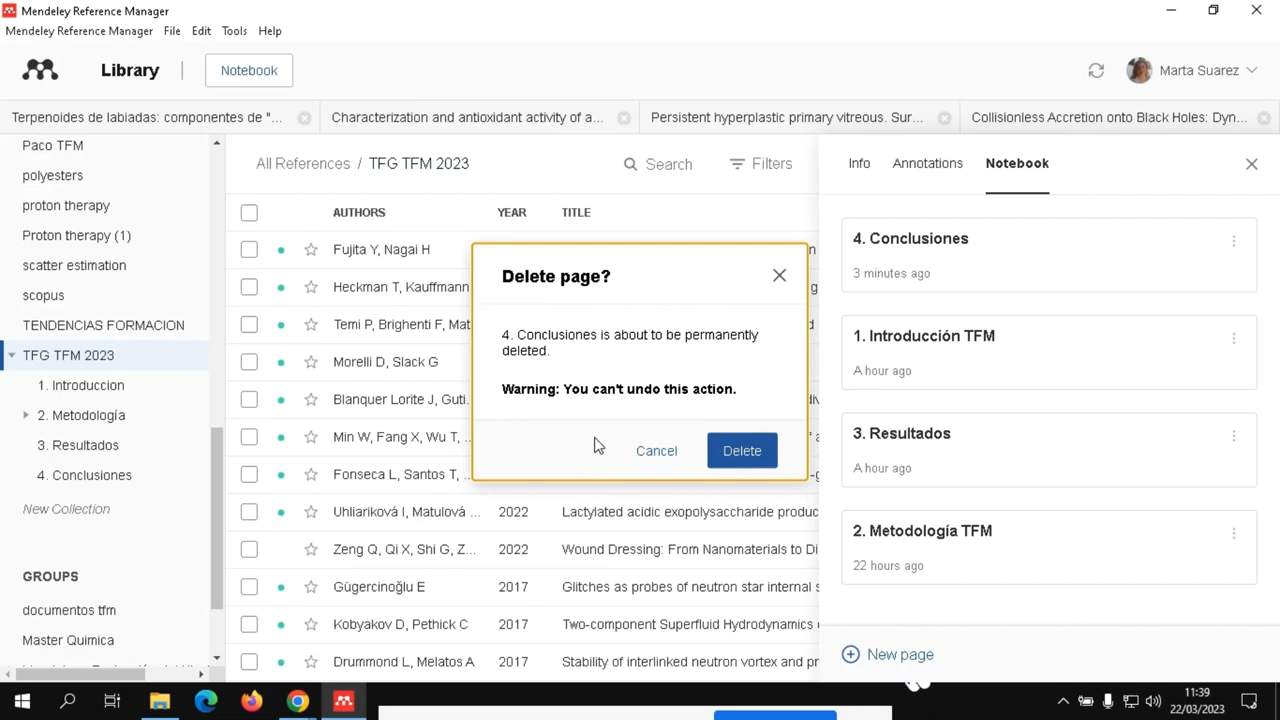 Mendeley Reference Manager
Mendeley Reference Manager File Edit Tools Help
Library
Notebook
Marta Suarez
Terpenoides de labiadas: componentes de "...
Characterization and antioxidant activity of a...
Persistent hyperplastic primary vitreous. Sur...
Collisionless Accretion onto Black Holes: Dyn...
Paco TFM
polyesters
proton therapy
Proton therapy (1)
scatter estimation
scopus
TENDENCIAS FORMACION
TFG TFM 2023
1. Introduccion
2. Metodología
3. Resultados
4. Conclusiones
New Collection
GROUPS
documentos tfm
Master Quimica
All References / TFG TFM 2023
Search
Filters
AUTHORS YEAR TITLE
Fujita Y, Nagai H
Heckman T, Kauffmann
Temi P, Brighenti F, Mat
Morelli D, Slack G
Blanquer Lorite J, Guti
Min W, Fang X, Wu T, ...
Fonseca L, Santos T, ...
Uhliariková I, Matulová ... 2022 Lactylated acidic exopolysaccharide produc
Zeng Q, Qi X, Shi G, Z... 2022 Wound Dressing: From Nanomaterials to Di
Gügercinoğlu E 2017 Glitches as probes of neutron star internal s
Kobyakov D, Pethick C 2017 Two-component Superfluid Hydrodynamics
Drummond L, Melatos A 2017 Stability of interlinked neutron vortex and pr
Delete page?
4. Conclusiones is about to be permanently
deleted.
Warning: You can't undo this action.
Cancel
Delete
Info Annotations Notebook
4. Conclusiones
3 minutes ago
1. Introducción TFM
A hour ago
3. Resultados
A hour ago
2. Metodología TFM
22 hours ago
New page
11:39
22/03/2023